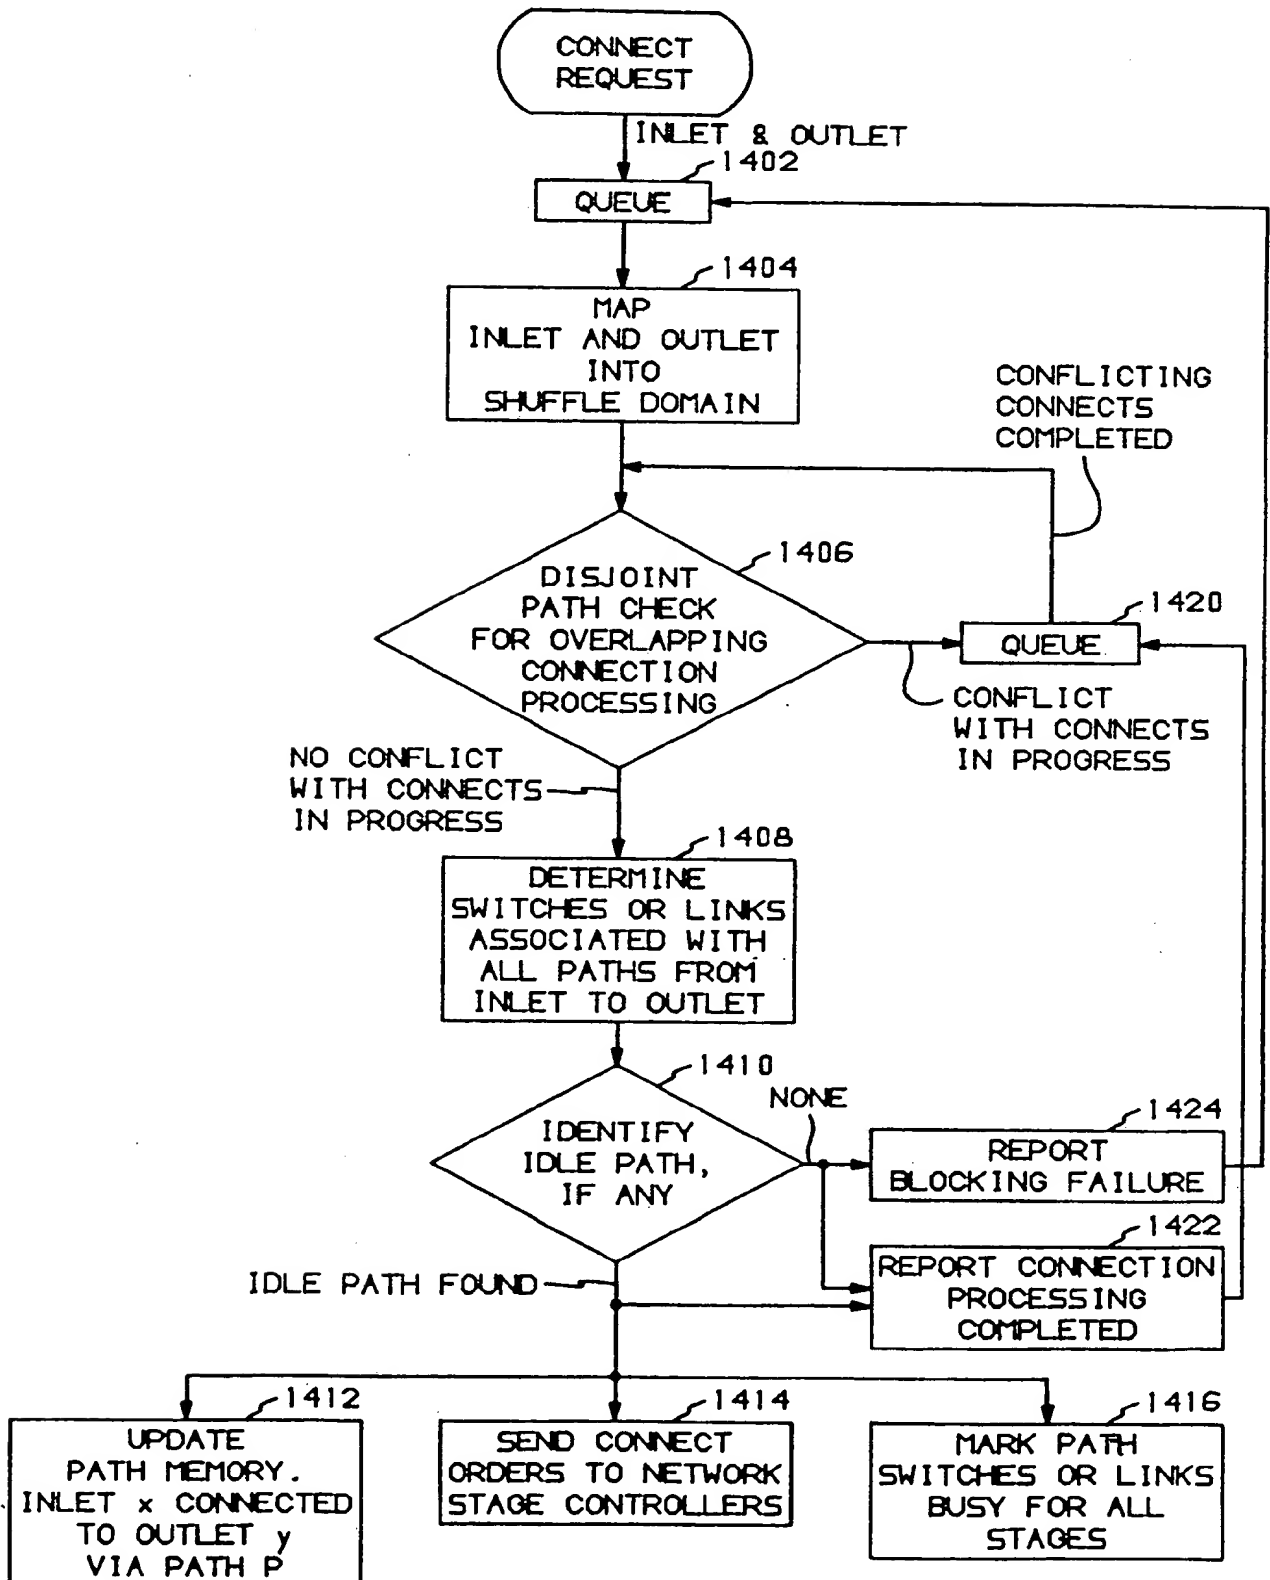 CONNECT
REQUEST
INLET & OUTLET
1402
QUEUE
1404
MAP
INLET AND OUTLET
INTO
SHUFFLE DOMAIN
CONFLICTING
CONNECTS
COMPLETED
1406
DISJOINT
PATH CHECK
FOR OVERLAPPING
CONNECTION
PROCESSING
1420
QUEUE
CONFLICT
WITH CONNECTS
IN PROGRESS
NO CONFLICT
WITH CONNECTS
IN PROGRESS
1408
DETERMINE
SWITCHES OR LINKS
ASSOCIATED WITH
ALL PATHS FROM
INLET TO OUTLET
1410
NONE
IDENTIFY
IDLE PATH,
IF ANY
1424
REPORT
BLOCKING FAILURE
1422
REPORT CONNECTION
PROCESSING
COMPLETED
IDLE PATH FOUND
1412
UPDATE
PATH MEMORY.
INLET x CONNECTED
TO OUTLET y
VIA PATH P
1414
SEND CONNECT
ORDERS TO NETWORK
STAGE CONTROLLERS
1416
MARK PATH
SWITCHES OR LINKS
BUSY FOR ALL
STAGES